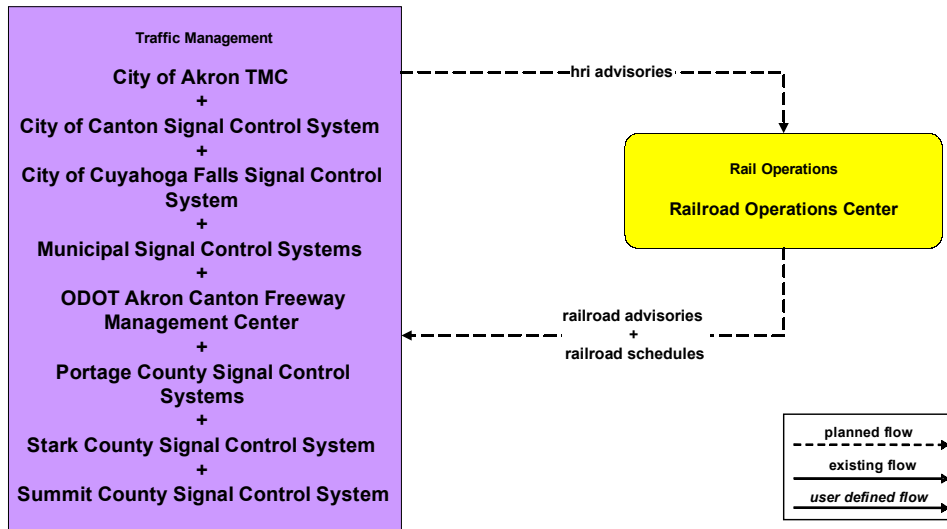 Traffic Management
City of Akron TMC
+
City of Canton Signal Control System
+
City of Cuyahoga Falls Signal Control
System
+
Municipal Signal Control Systems
+
ODOT Akron Canton Freeway
Management Center
+
Portage County Signal Control
Systems
+
Stark County Signal Control System
+
Summit County Signal Control System
hri advisories
Rail Operations
Railroad Operations Center
railroad advisories
+
railroad schedules
planned flow
existing flow
user defined flow